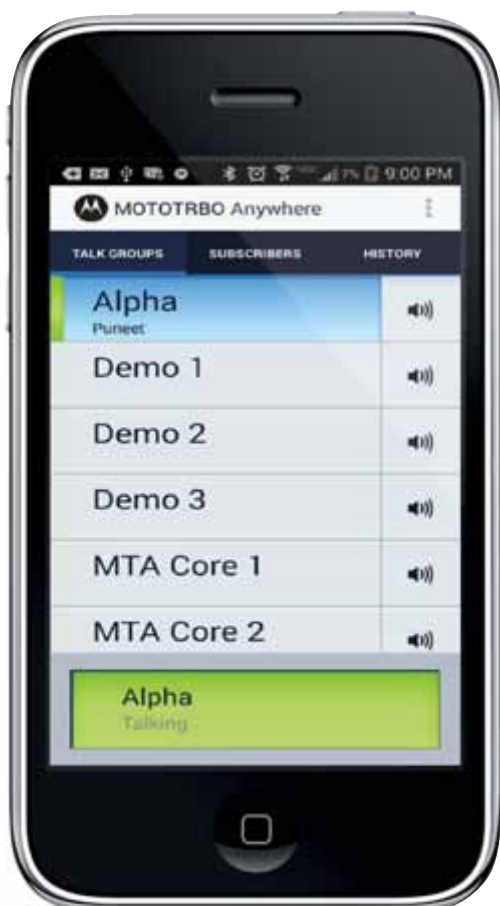 9:00 PM
MOTOTRBO Anywhere
TALK GROUPS SUBSCRIBERS HISTORY
Alpha
Puneet
Demo 1
Demo 2
Demo 3
MTA Core 1
MTA Core 2
Alpha
Talking